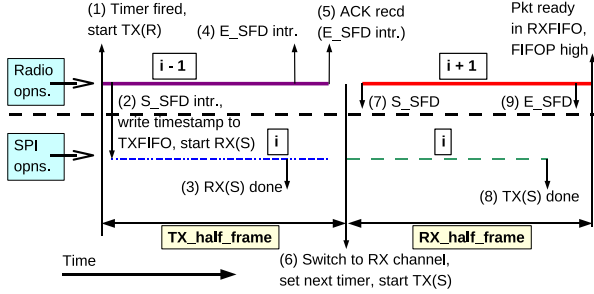 (1) Timer fired,
start TX(R)
(4) E_SFD intr.
(5) ACK recd
(E_SFD intr.)
Pkt ready
in RXFIFO,
FIFOP high
Radio
opns.
i - 1
i + 1
(2) S_SFD intr.,
write timestamp to
TXFIFO, start RX(S)
(7) S_SFD
(9) E_SFD
SPI
opns.
i
i
(3) RX(S) done
(8) TX(S) done
TX_half_frame
RX_half_frame
Time
(6) Switch to RX channel,
set next timer, start TX(S)